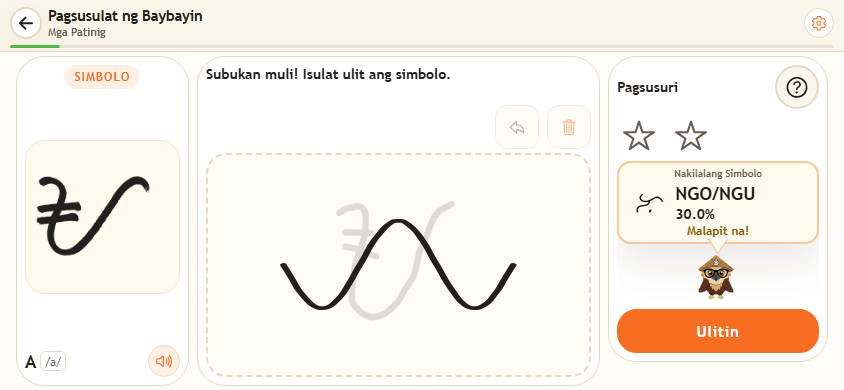 Pagsusulat ng Baybayin
Mga Patinig
SIMBOLO
ᜀ
A /a/
Subukan muli! Isulat ulit ang simbolo.
Pagsusuri
Nakilalang Simbolo
NGO/NGU
30.0%
Malapit na!
Ulitin